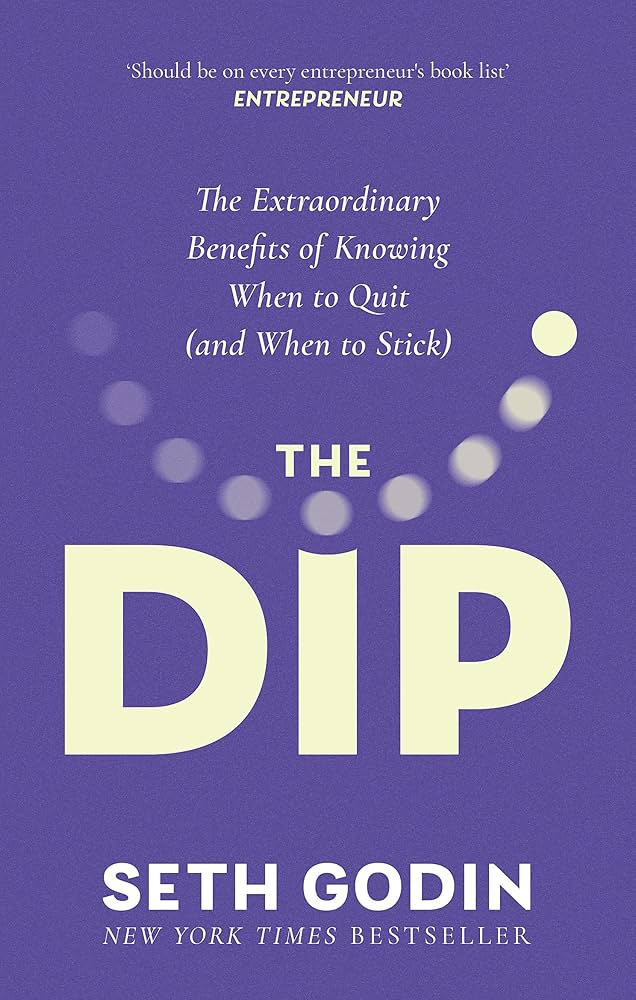 ‘Should be on every entrepreneur's book list’
ENTREPRENEUR
The Extraordinary
Benefits of Knowing
When to Quit
(and When to Stick)
THE
DIP
SETH GODIN
NEW YORK TIMES BESTSELLER